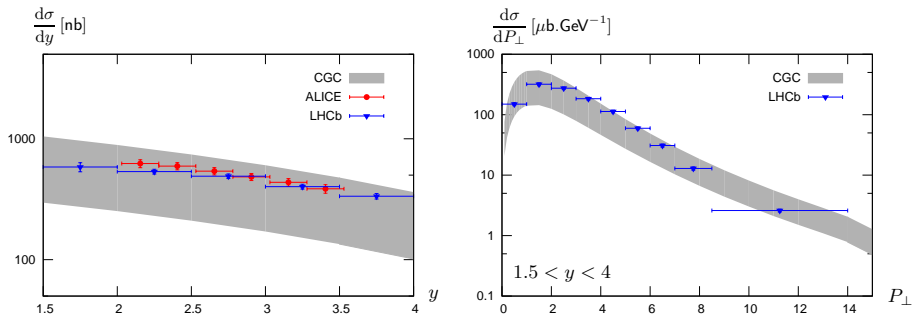 dσ/dy [nb]
CGC
ALICE
LHCb
1000
100
1.5 2 2.5 3 3.5 4 y
dσ/dP⊥ [μb.GeV⁻¹]
1000
CGC
LHCb
100
10
1
1.5 < y < 4
0.1
0 2 4 6 8 10 12 14 P⊥